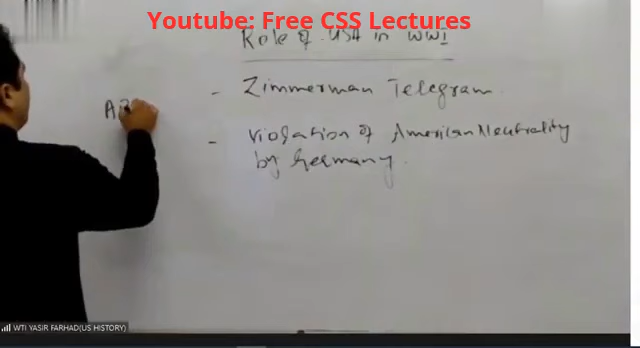 Youtube: Free CSS Lectures
Role of USA in WWI
- Zimmerman Telegram.
- Violation of American Neutrality
by Germany.
WTI YASIR FARHAD(US HISTORY)